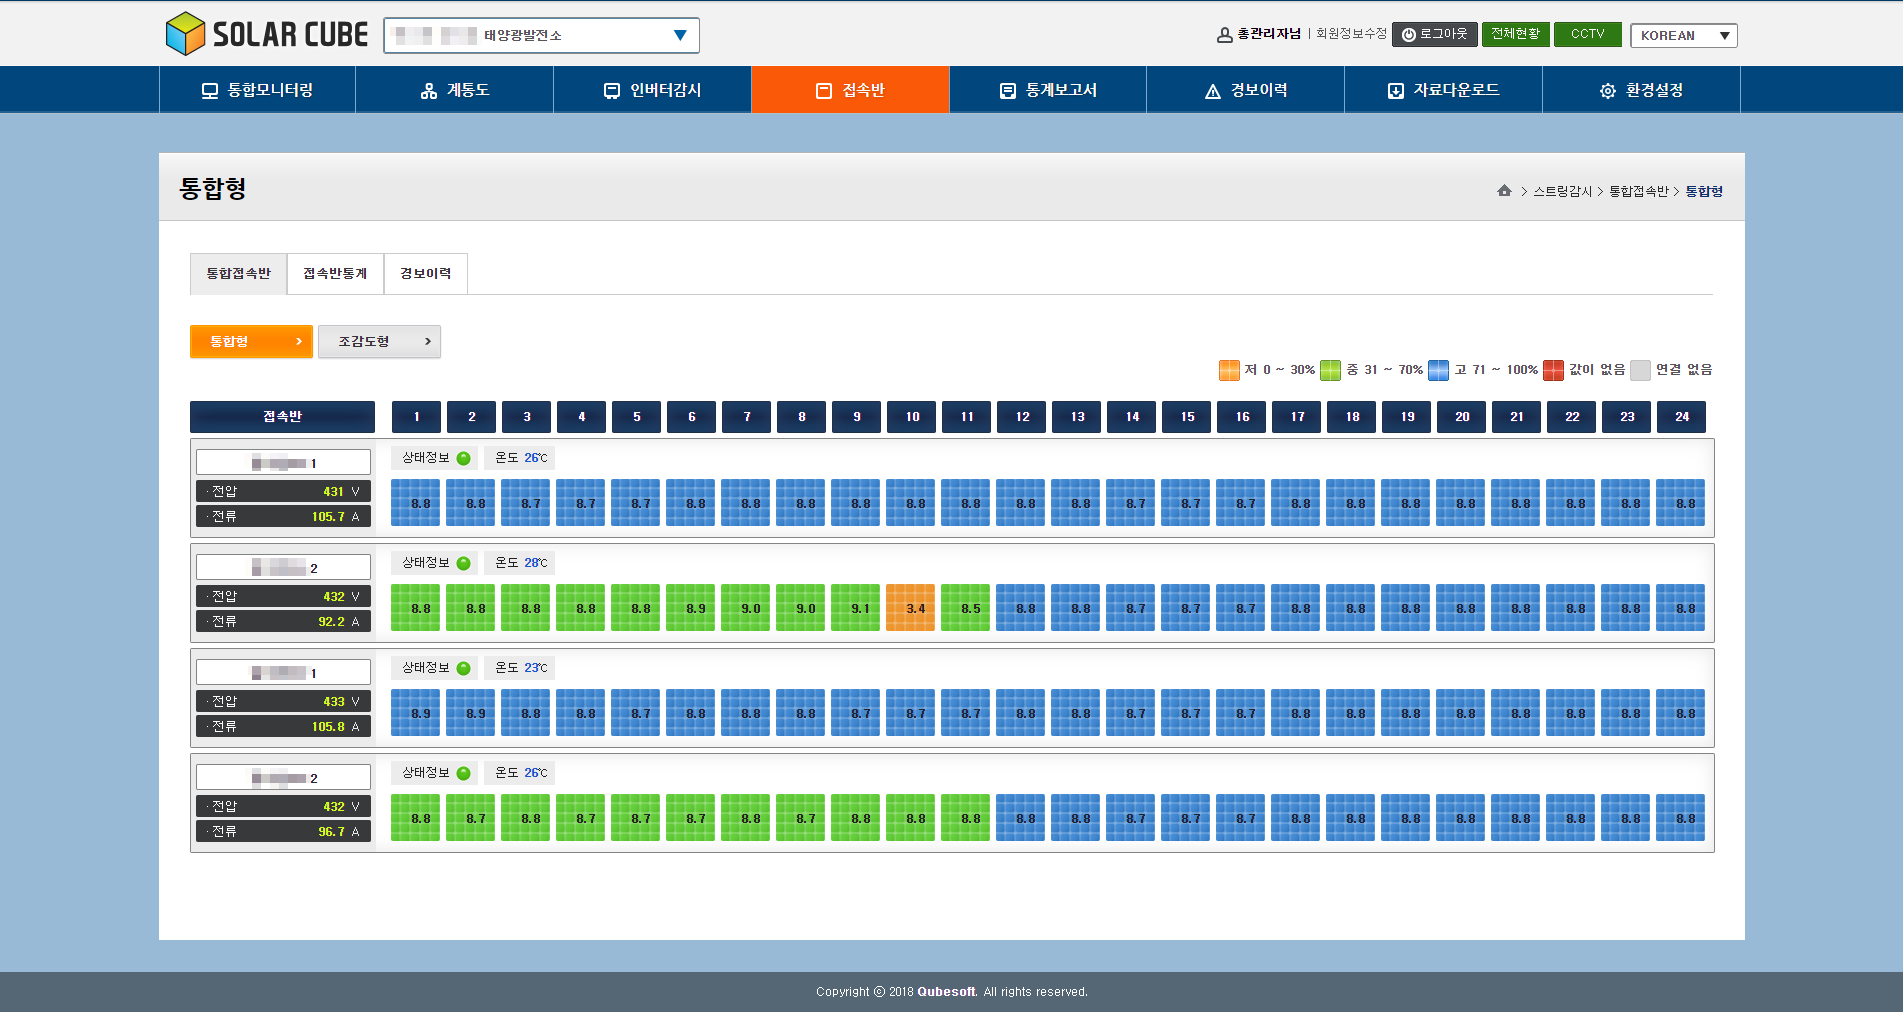 SOLAR CUBE
태양광발전소
총관리자님 | 회원정보수정 로그아웃 전체현황 CCTV KOREAN
통합모니터링 계통도 인버터감시 접속반 통계보고서 경보이력 자료다운로드 환경설정
통합형
> 스트링감시 > 통합접속반 > 통합형
통합접속반 접속반통계 경보이력
통합형 조감도형
저 0 ~ 30% 중 31 ~ 70% 고 71 ~ 100% 값이 없음 연결 없음
접속반 1 2 3 4 5 6 7 8 9 10 11 12 13 14 15 16 17 18 19 20 21 22 23 24
1 상태정보 온도 26℃
· 전압 431 V
· 전류 105.7 A
8.8 8.8 8.7 8.7 8.7 8.8 8.8 8.8 8.8 8.8 8.8 8.8 8.8 8.7 8.7 8.7 8.8 8.8 8.8 8.8 8.8 8.8 8.8 8.8
2 상태정보 온도 28℃
· 전압 432 V
· 전류 92.2 A
8.8 8.8 8.8 8.8 8.8 8.9 9.0 9.0 9.1 3.4 8.5 8.8 8.8 8.7 8.7 8.7 8.8 8.8 8.8 8.8 8.8 8.8 8.8 8.8
1 상태정보 온도 23℃
· 전압 433 V
· 전류 105.8 A
8.9 8.9 8.8 8.8 8.7 8.8 8.8 8.8 8.7 8.7 8.7 8.8 8.8 8.7 8.7 8.7 8.8 8.8 8.8 8.8 8.8 8.8 8.8 8.8
2 상태정보 온도 26℃
· 전압 432 V
· 전류 96.7 A
8.8 8.7 8.8 8.7 8.7 8.7 8.8 8.7 8.8 8.8 8.8 8.8 8.8 8.7 8.7 8.7 8.8 8.8 8.8 8.8 8.8 8.8 8.8 8.8
Copyright ⓒ 2018 Qubesoft. All rights reserved.